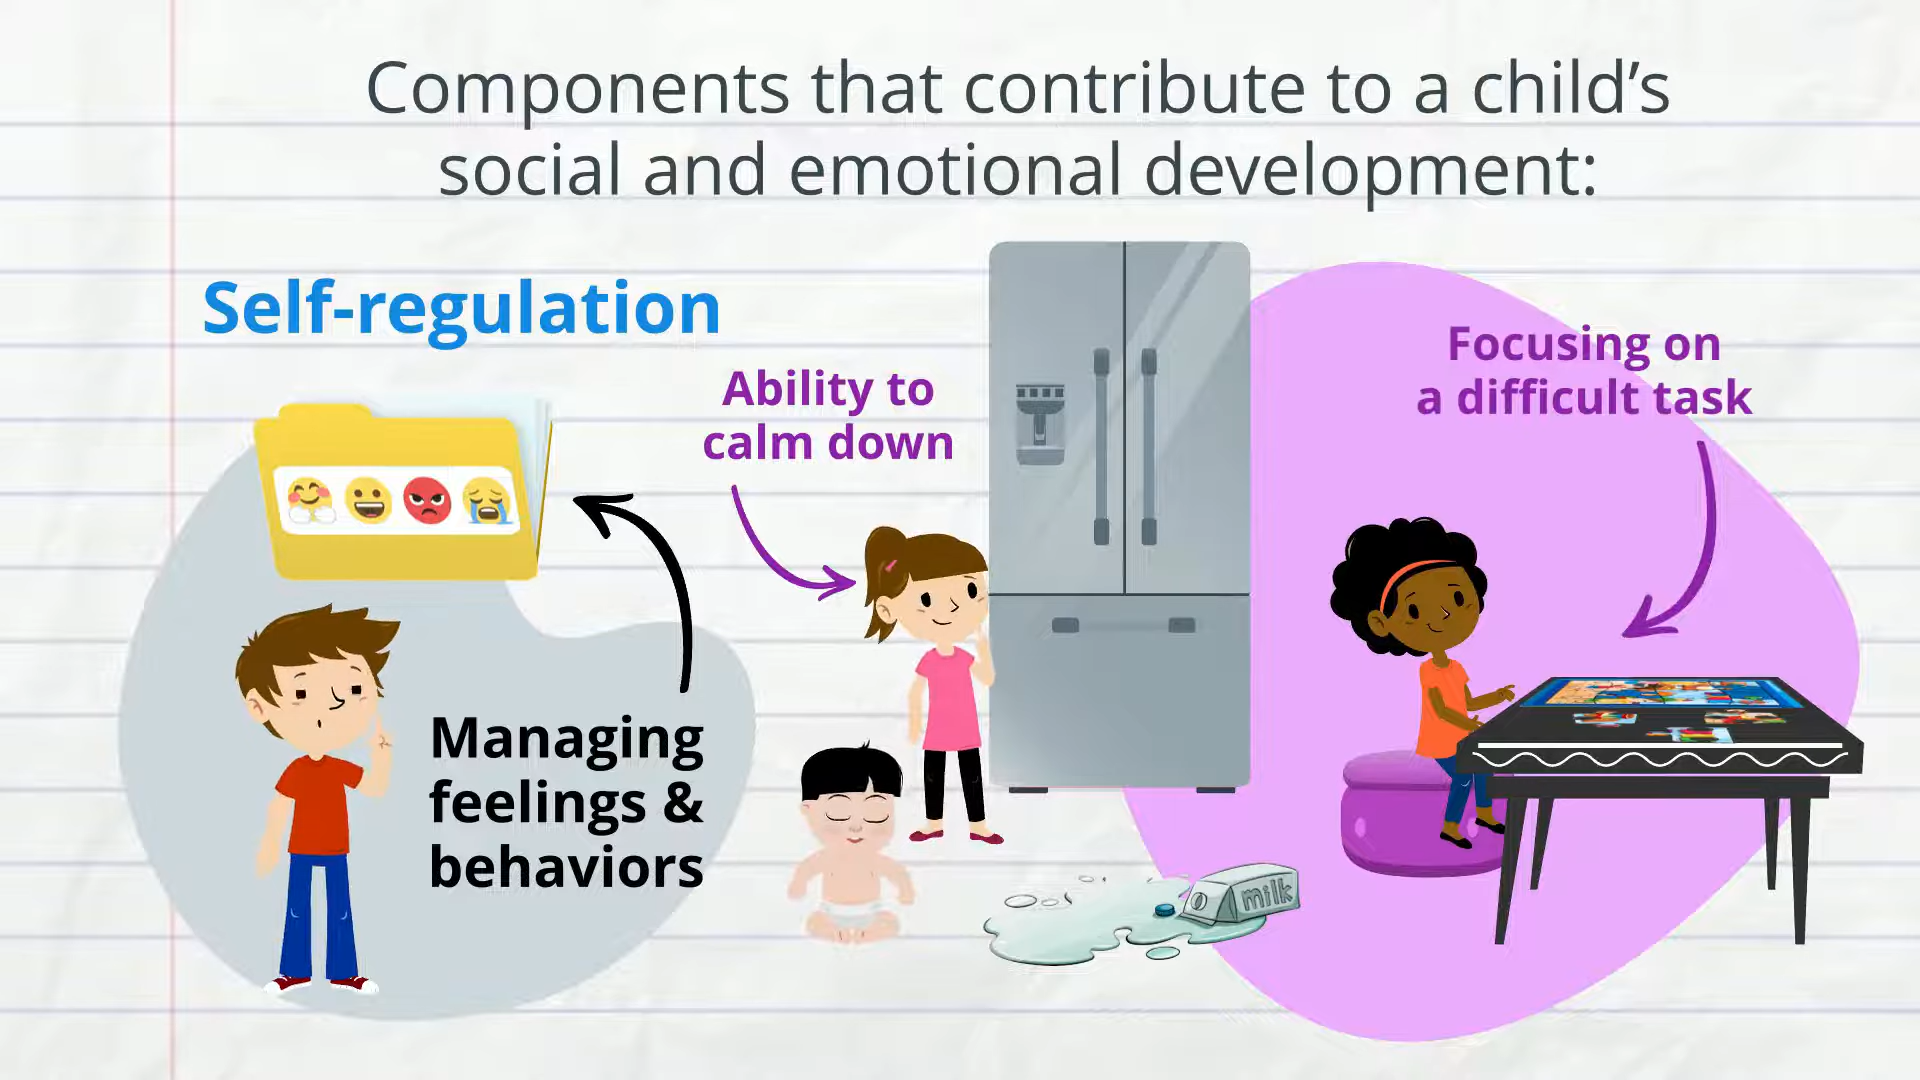 Components that contribute to a child’s
social and emotional development:
Self-regulation
Ability to
calm down
Focusing on
a difficult task
Managing
feelings &
behaviors
milk